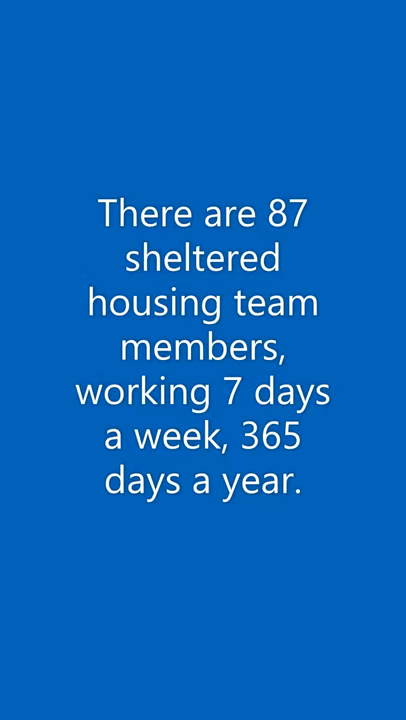 There are 87
sheltered
housing team
members,
working 7 days
a week, 365
days a year.